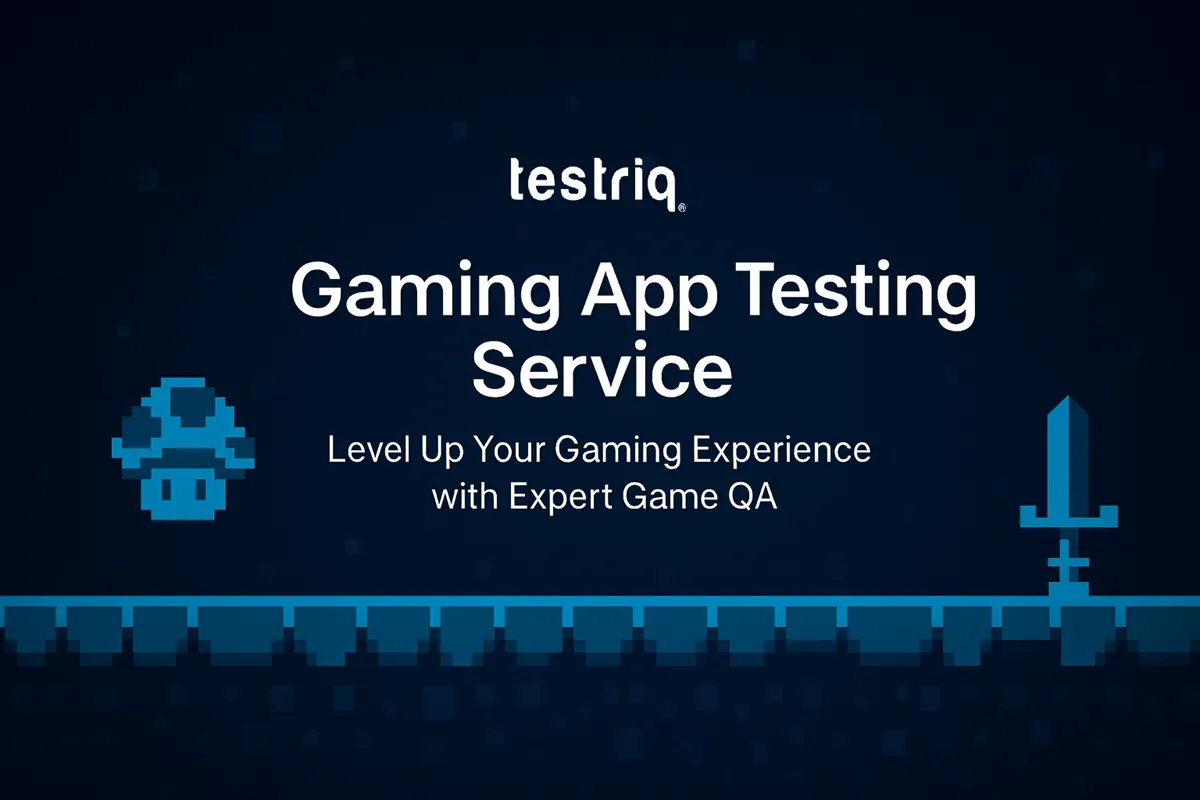 testriq®
Gaming App Testing
Service
Level Up Your Gaming Experience
with Expert Game QA